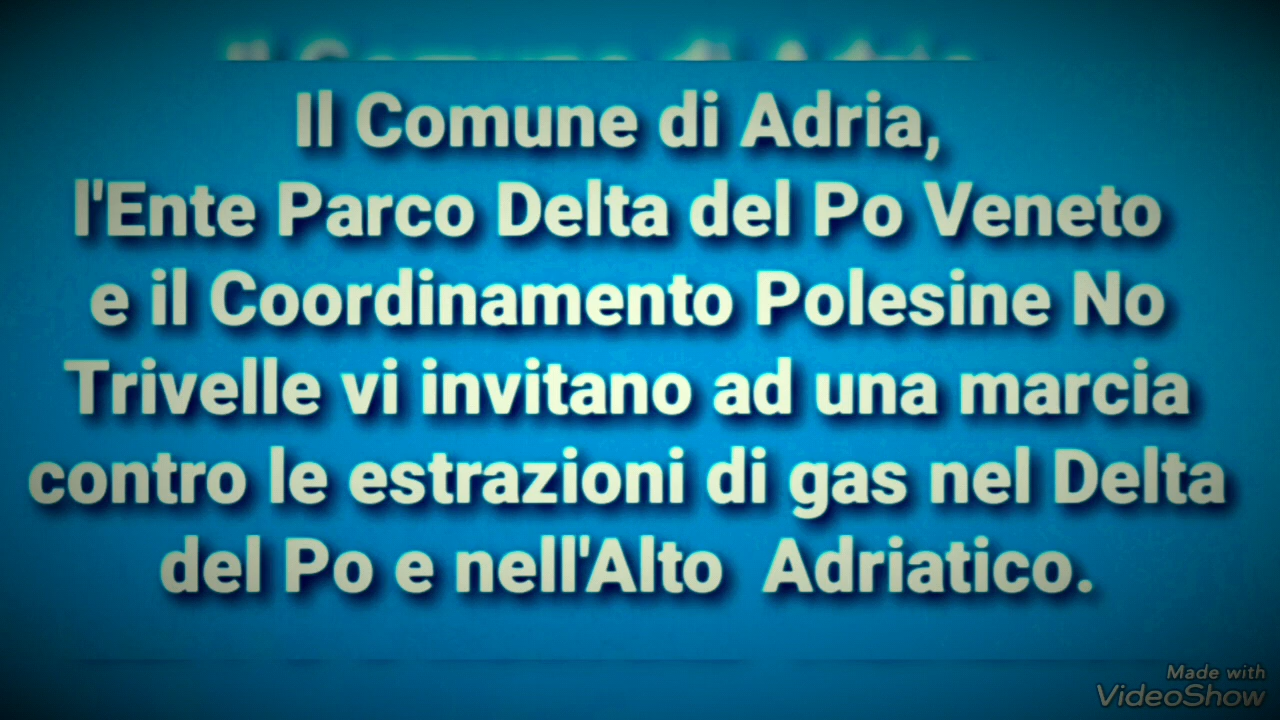 Il Comune di Adria,
l'Ente Parco Delta del Po Veneto
e il Coordinamento Polesine No
Trivelle vi invitano ad una marcia
contro le estrazioni di gas nel Delta
del Po e nell'Alto Adriatico.
Made with
VideoShow